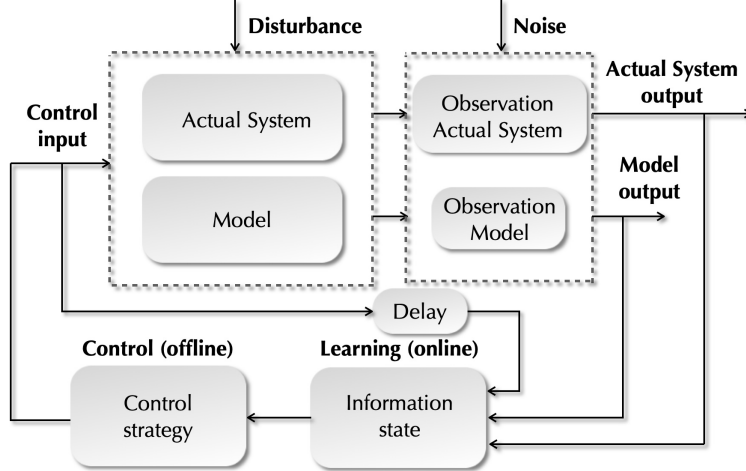 Disturbance
Noise
Control
input
Actual System
Model
Observation
Actual System
Observation
Model
Actual System
output
Model
output
Delay
Control (offline)
Learning (online)
Control
strategy
Information
state